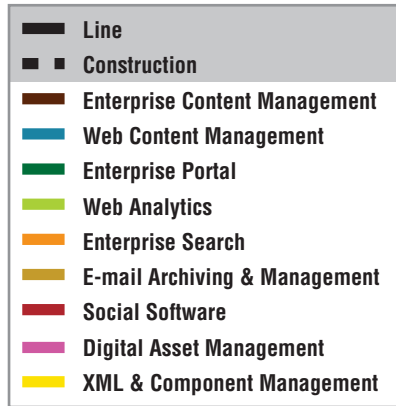 Line
Construction
Enterprise Content Management
Web Content Management
Enterprise Portal
Web Analytics
Enterprise Search
E-mail Archiving & Management
Social Software
Digital Asset Management
XML & Component Management